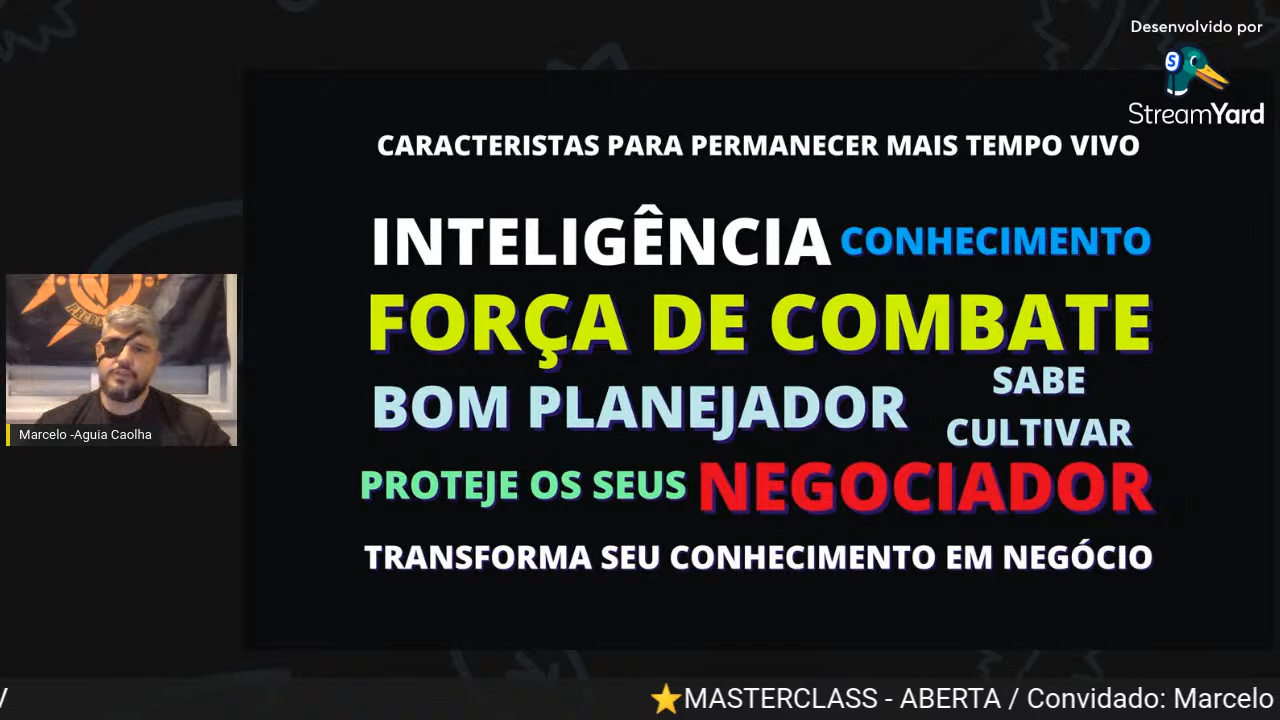 Desenvolvido por
StreamYard
CARACTERISTAS PARA PERMANECER MAIS TEMPO VIVO
INTELIGÊNCIA CONHECIMENTO
FORÇA DE COMBATE
BOM PLANEJADOR
SABE
CULTIVAR
PROTEJE OS SEUS NEGOCIADOR
TRANSFORMA SEU CONHECIMENTO EM NEGÓCIO
Marcelo -Aguia Caolha
⭐MASTERCLASS - ABERTA / Convidado: Marcelo